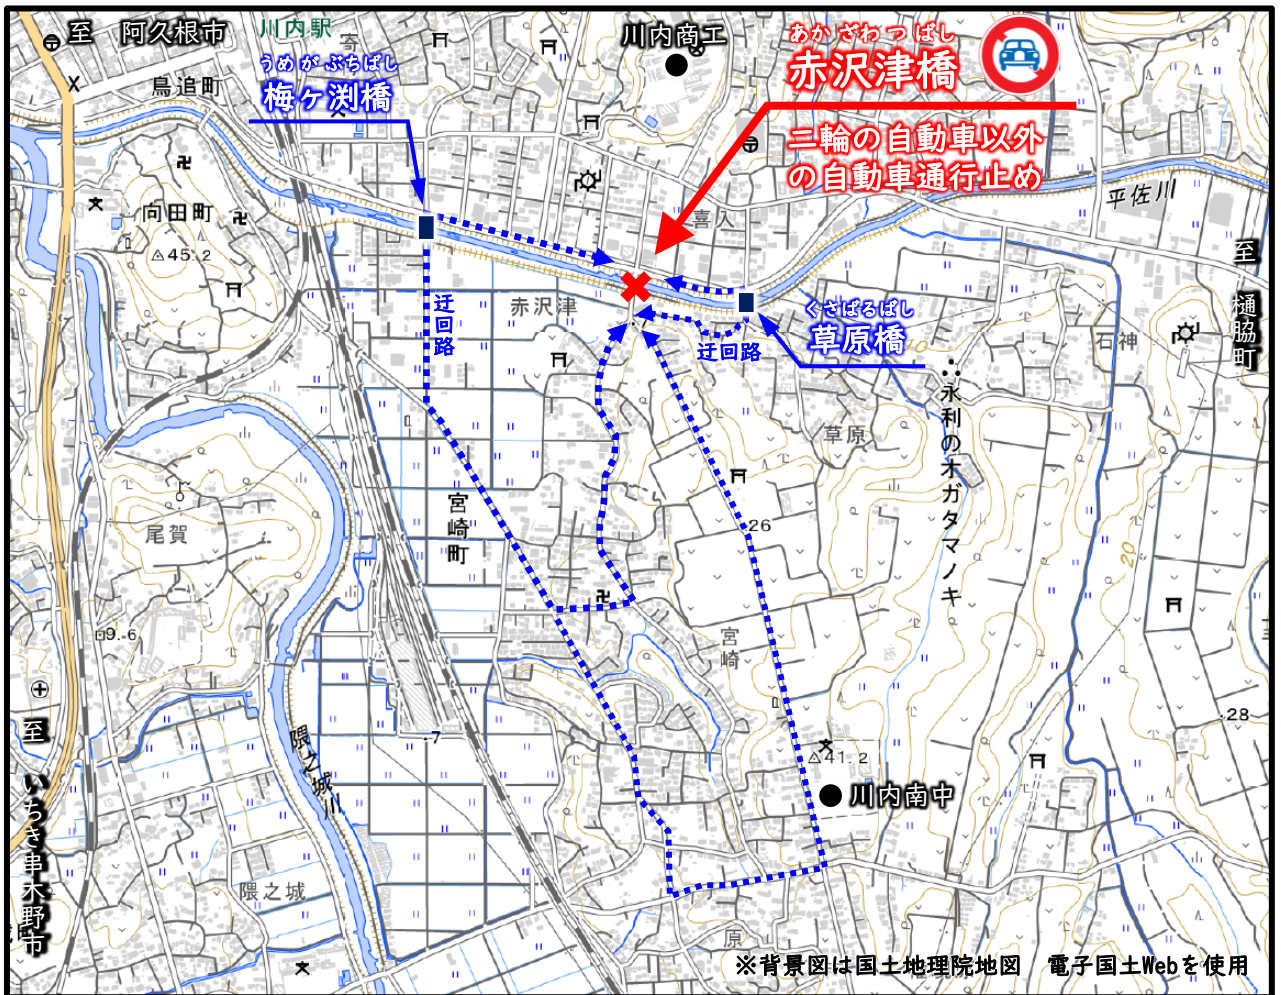 至 阿久根市
川内駅
寄
うめがぶちばし
梅ヶ渕橋
鳥追町
川内商工
あかざわつばし
赤沢津橋
二輪の自動車以外
の自動車通行止め
平佐川
向田町
45.2
喜入
至 樋脇町
赤沢津
迂回路
迂回路
くさばるばし
草原橋
石神
草原
永利のオガタマノキ
尾賀
宮崎町
26
20
宮崎
9.6
至 いちき串木野市
隈之城川
7
28
41.2
川内南中
隈之城
原
※背景図は国土地理院地図 電子国土Webを使用